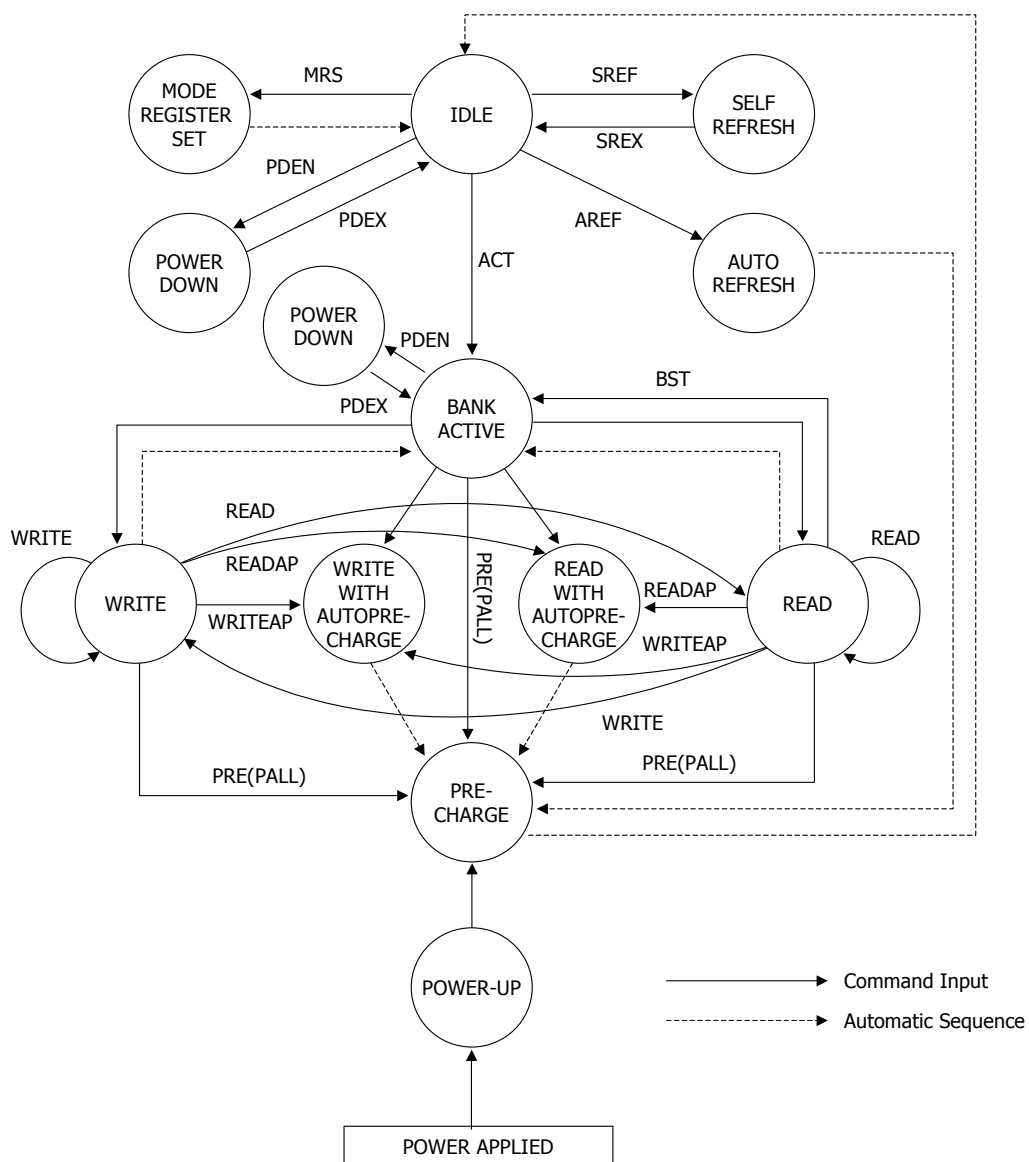 MRS
SREF
MODE
REGISTER
SET
IDLE
SELF
REFRESH
SREX
PDEN
PDEX
AREF
POWER
DOWN
ACT
AUTO
REFRESH
POWER
DOWN
PDEN
PDEX
BANK
ACTIVE
BST
WRITE
READ
READAP
READ
WRITE
WRITEAP
WRITE
WITH
AUTOPRE-
CHARGE
PRE(PALL)
READ
WITH
AUTOPRE-
CHARGE
READAP
WRITEAP
READ
WRITE
PRE(PALL)
PRE(PALL)
PRE-
CHARGE
POWER-UP
Command Input
Automatic Sequence
POWER APPLIED